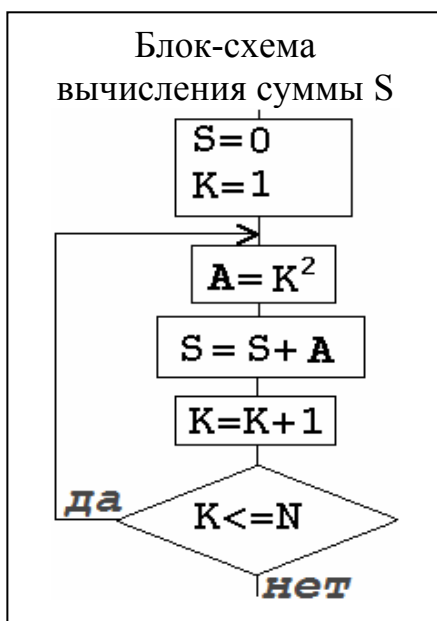 Блок-схема
вычисления суммы S
S=0
K=1
A=K²
S=S+A
K=K+1
да
K<=N
нет